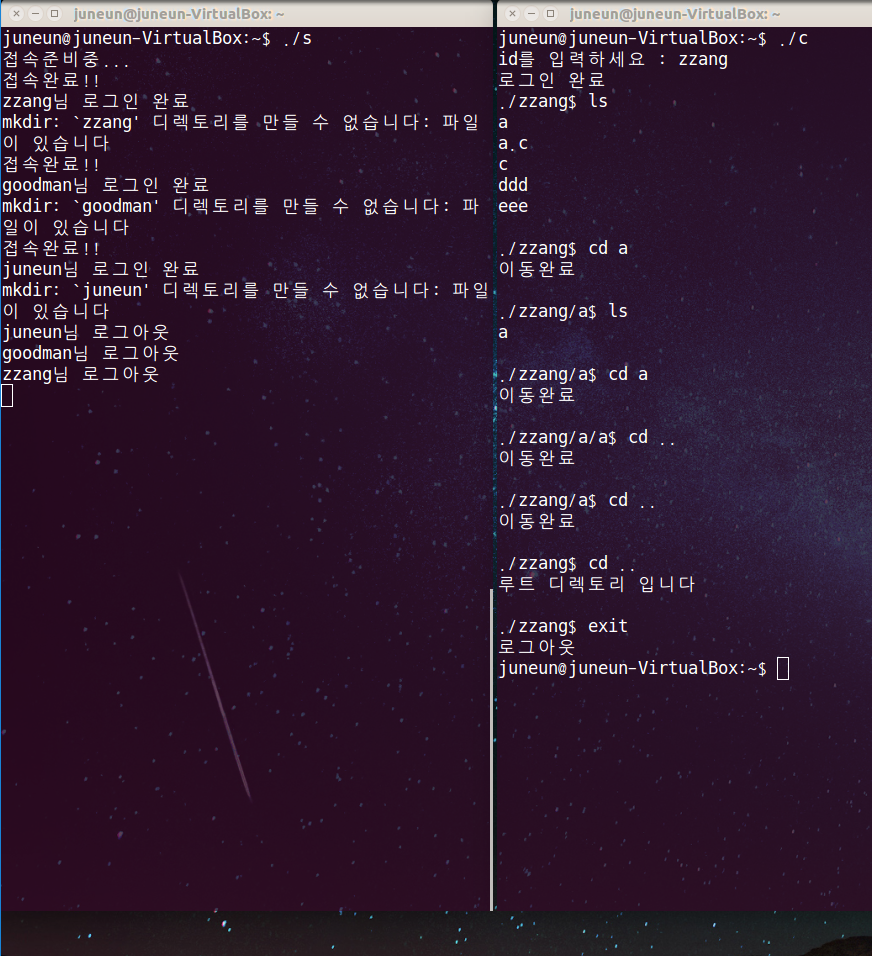 juneun@juneun-VirtualBox: ~
juneun@juneun-VirtualBox:~$ ./s
접속준비중...
접속완료!!
zzang님 로그인 완료
mkdir: `zzang' 디렉토리를 만들 수 없습니다: 파일
이 있습니다
접속완료!!
goodman님 로그인 완료
mkdir: `goodman' 디렉토리를 만들 수 없습니다: 파
일이 있습니다
접속완료!!
juneun님 로그인 완료
mkdir: `juneun' 디렉토리를 만들 수 없습니다: 파일
이 있습니다
juneun님 로그아웃
goodman님 로그아웃
zzang님 로그아웃
juneun@juneun-VirtualBox: ~
juneun@juneun-VirtualBox:~$ ./c
id를 입력하세요 : zzang
로그인 완료
./zzang$ ls
a
a.c
c
ddd
eee
./zzang$ cd a
이동완료
./zzang/a$ ls
a
./zzang/a$ cd a
이동완료
./zzang/a/a$ cd ..
이동완료
./zzang/a$ cd ..
이동완료
./zzang$ cd ..
루트 디렉토리 입니다
./zzang$ exit
로그아웃
juneun@juneun-VirtualBox:~$